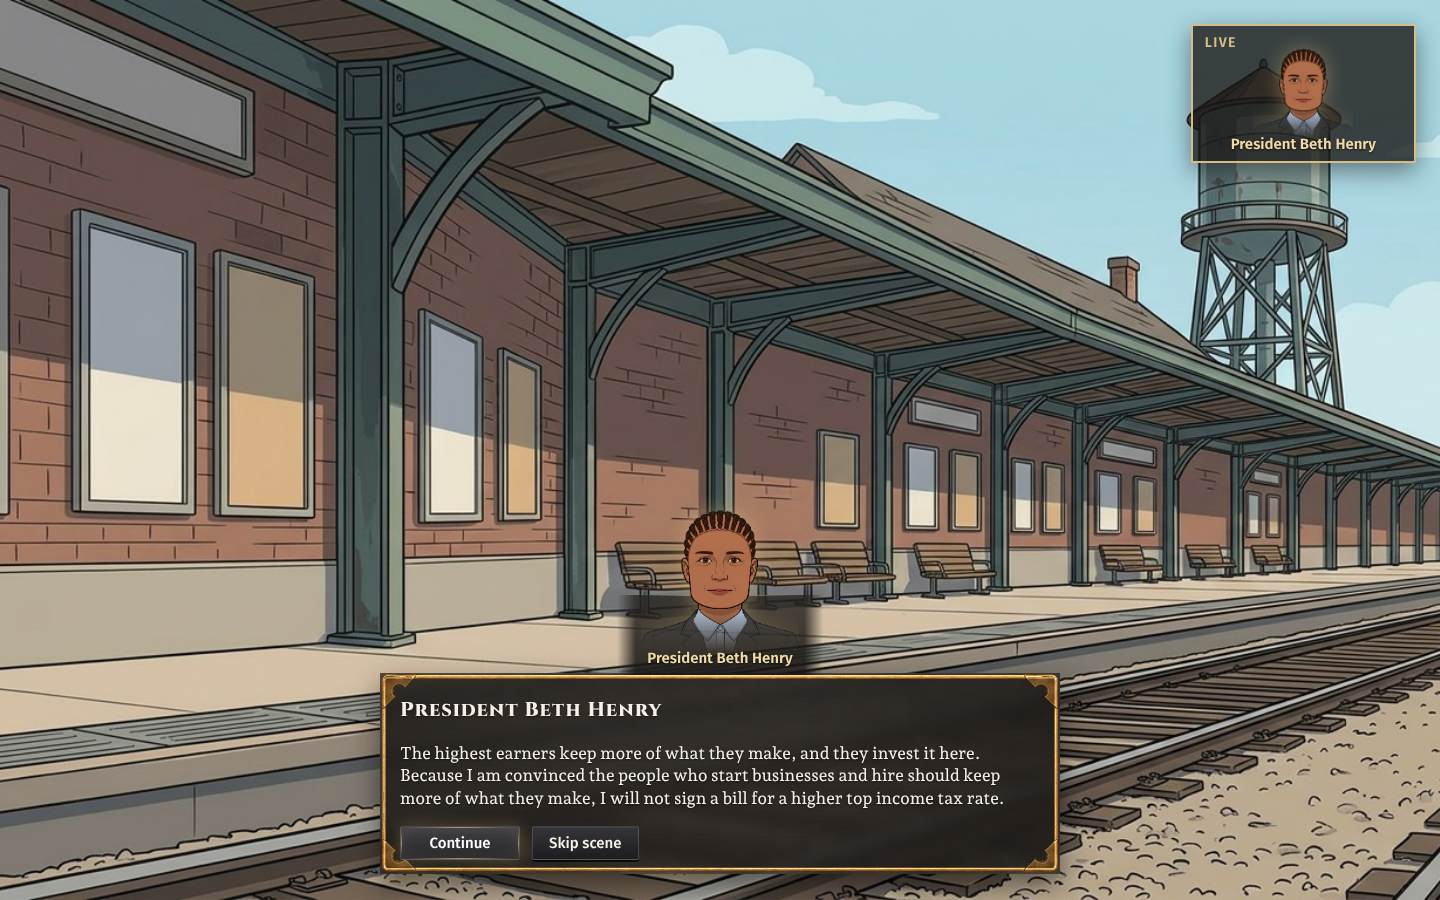 LIVE
President Beth Henry
President Beth Henry
President Beth Henry
The highest earners keep more of what they make, and they invest it here.
Because I am convinced the people who start businesses and hire should keep
more of what they make, I will not sign a bill for a higher top income tax rate.
Continue
Skip scene